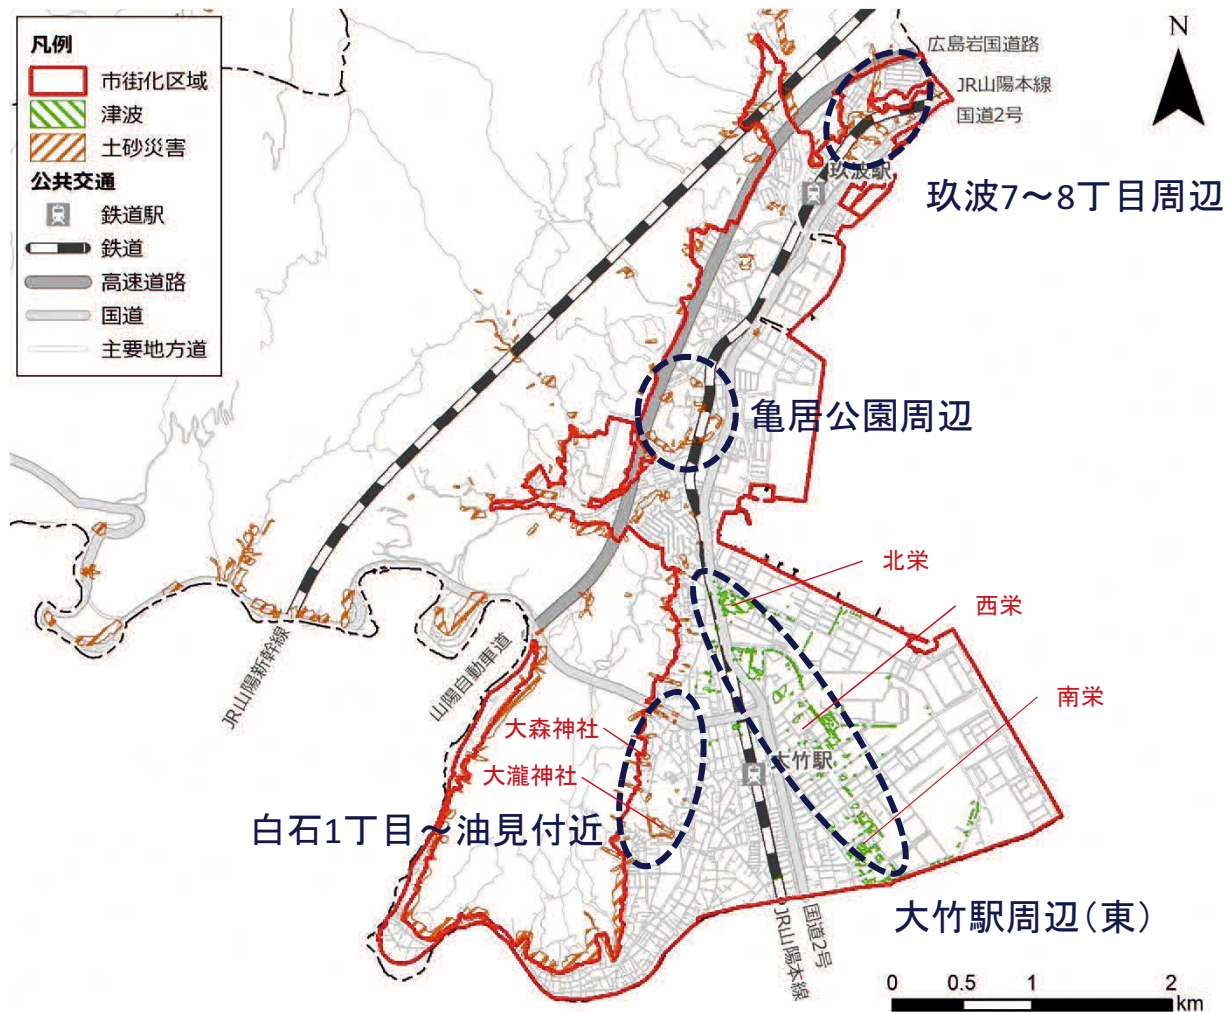 凡例
市街化区域
津波
土砂災害
公共交通
鉄道駅
鉄道
高速道路
国道
主要地方道
N
広島岩国道路
JR山陽本線
国道2号
玖波駅
玖波7～8丁目周辺
亀居公園周辺
北栄
西栄
南栄
JR山陽新幹線
山陽自動車道
大森神社
大瀧神社
大竹駅
白石1丁目～油見付近
大竹駅周辺（東）
JR山陽本線
国道2号
0 0.5 1 2
km